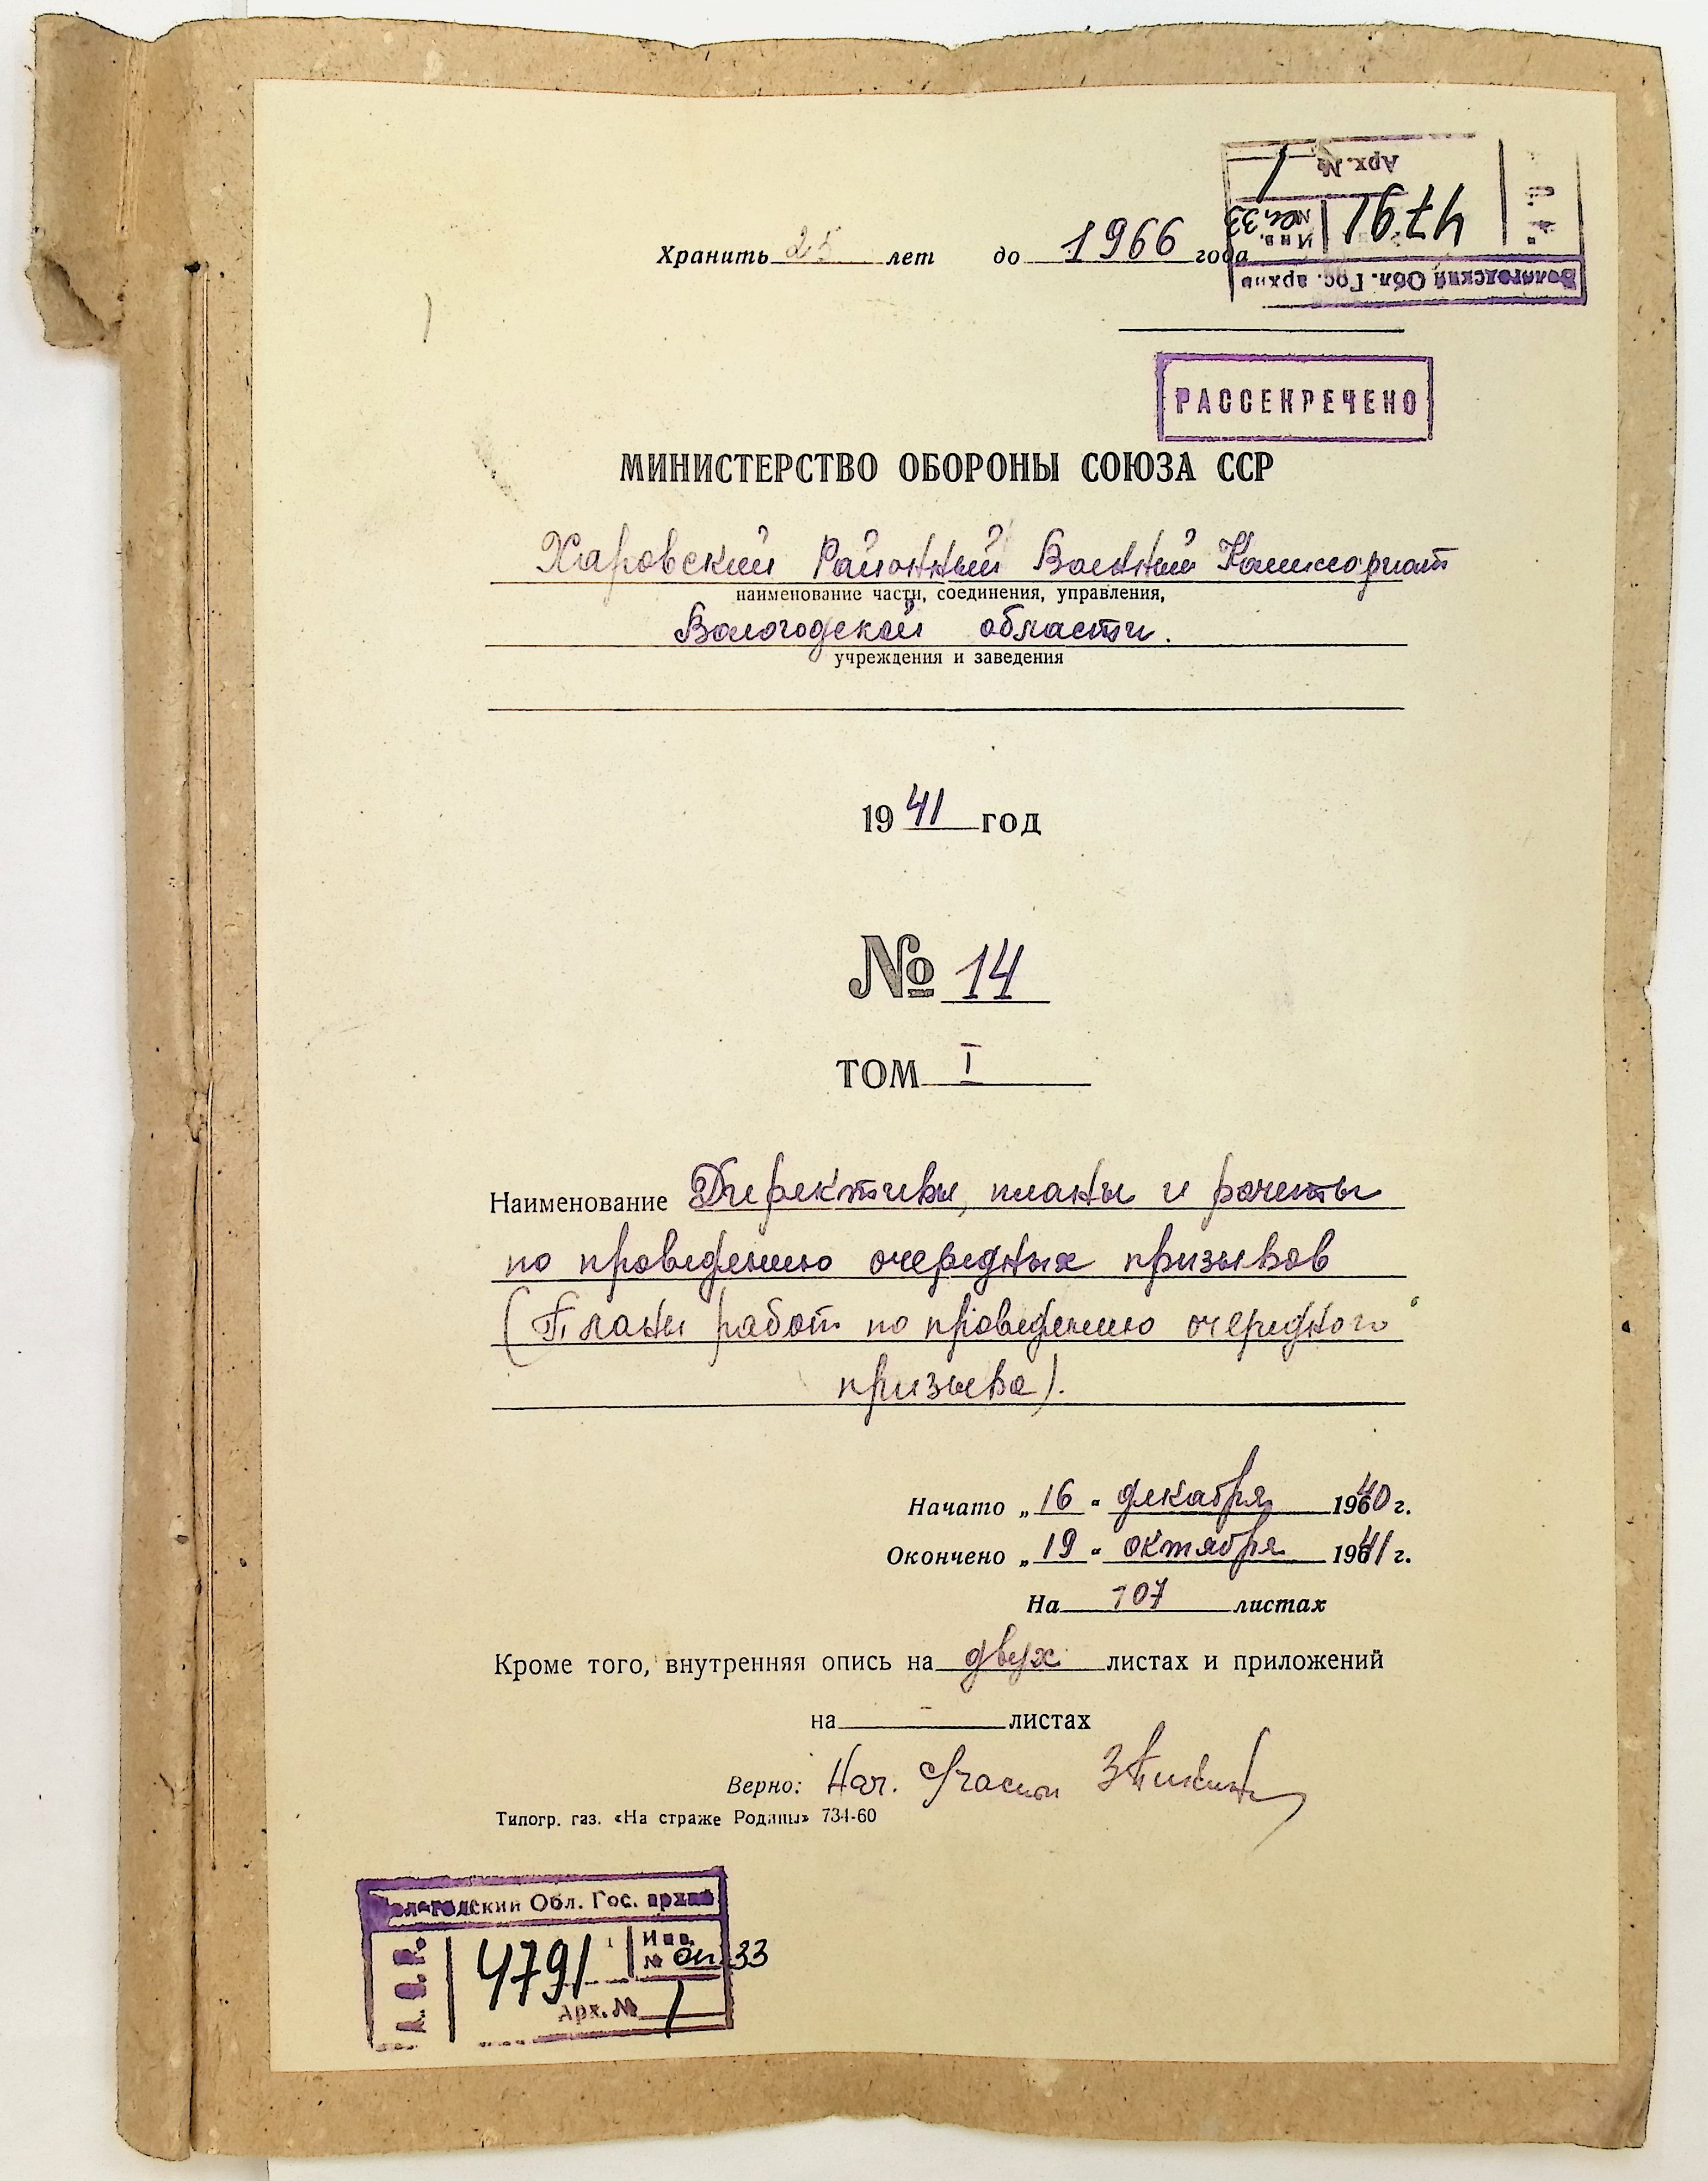 Арх. №
1
Инв. № оп. 33
4791
Вологодский Обл. Гос. архив
Хранить 25 лет до 1966 года
РАССЕКРЕЧЕНО
МИНИСТЕРСТВО ОБОРОНЫ СОЮЗА ССР
Харовский Районный Военный Комиссариат
наименование части, соединения, управления,
Вологодской области.
учреждения и заведения
1941 год
№ 14
ТОМ I
Наименование Директивы, планы и расчеты
по проведению очередных призывов
(Планы работ по проведению очередного
призыва).
Начато „16" декабря 1940 г.
Окончено „19" октября 1941 г.
На 107 листах
Кроме того, внутренняя опись на двух листах и приложений
на - листах
Верно: Нач.
Типогр. газ. «На страже Родины» 734-60
Вологодский Обл. Гос. архив
А. О. Р.
4791
Инв. № оп. 33
Арх. № 1